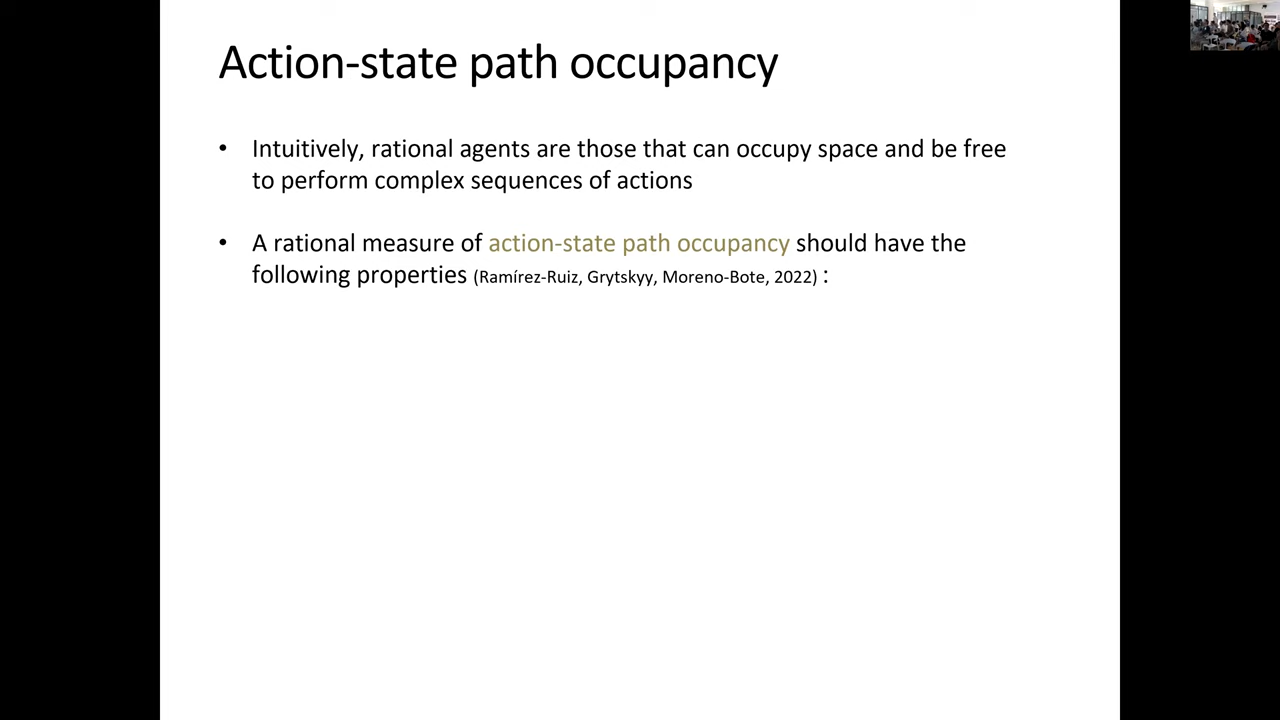 Action-state path occupancy
• Intuitively, rational agents are those that can occupy space and be free
to perform complex sequences of actions
• A rational measure of action-state path occupancy should have the
following properties (Ramírez-Ruiz, Grytskyy, Moreno-Bote, 2022) :